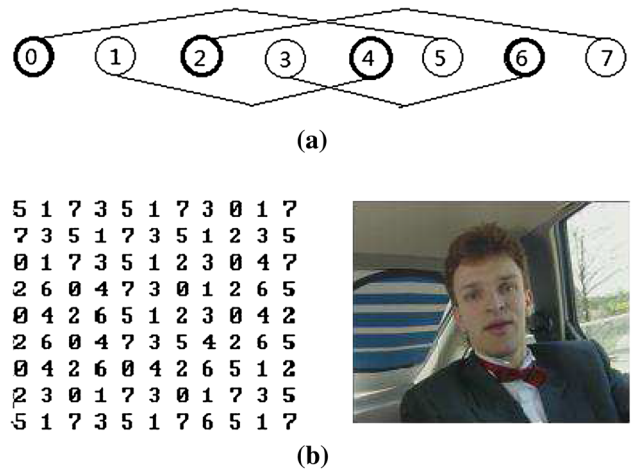 0 1 2 3 4 5 6 7
(a)
5 1 7 3 5 1 7 3 0 1 7
7 3 5 1 7 3 5 1 2 3 5
0 1 7 3 5 1 2 3 0 4 7
2 6 0 4 7 3 0 1 2 6 5
0 4 2 6 5 1 2 3 0 4 2
2 6 0 4 7 3 5 4 2 6 5
0 4 2 6 0 4 2 6 5 1 2
2 3 0 1 7 3 0 1 7 3 5
5 1 7 3 5 1 7 6 5 1 7
(b)